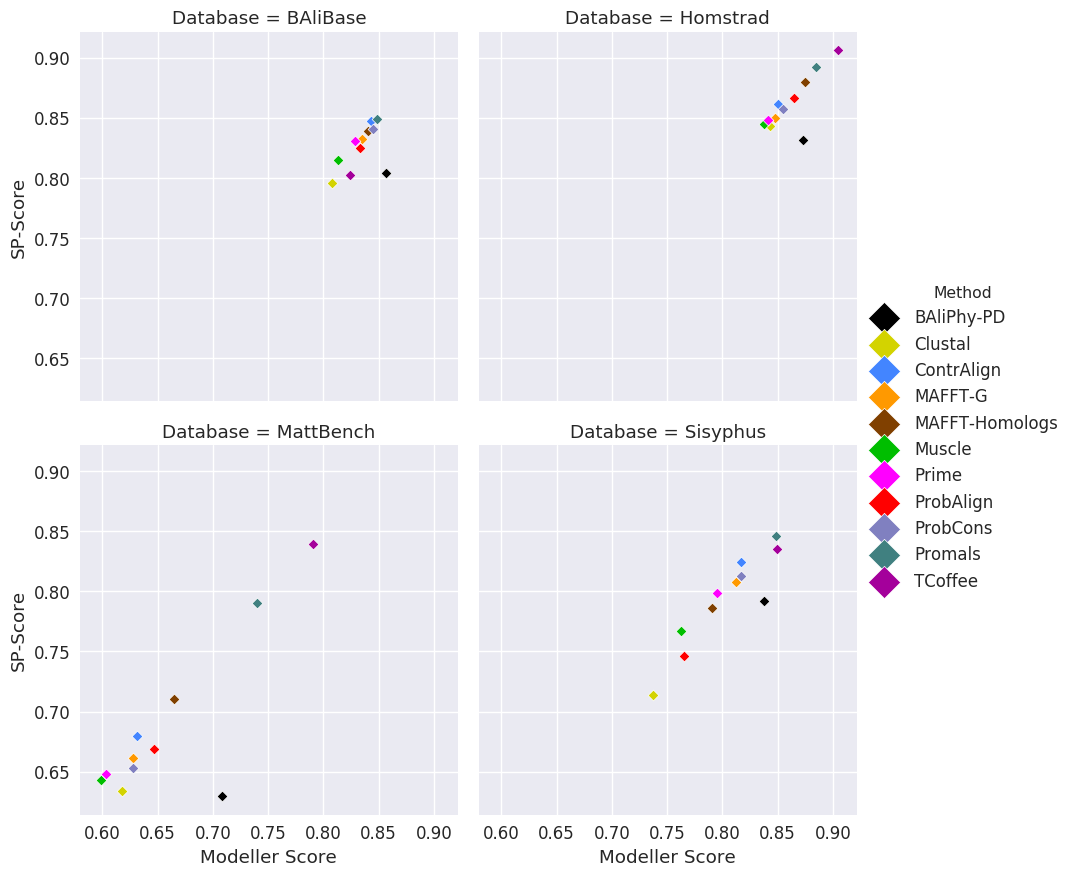 Database = BAliBase
Database = Homstrad
0.90
0.85
0.80
0.75
0.70
0.65
SP-Score
Database = MattBench
Database = Sisyphus
0.90
0.85
0.80
0.75
0.70
0.65
SP-Score
0.60 0.65 0.70 0.75 0.80 0.85 0.90
Modeller Score
0.60 0.65 0.70 0.75 0.80 0.85 0.90
Modeller Score
Method
BAliPhy-PD
Clustal
ContrAlign
MAFFT-G
MAFFT-Homologs
Muscle
Prime
ProbAlign
ProbCons
Promals
TCoffee